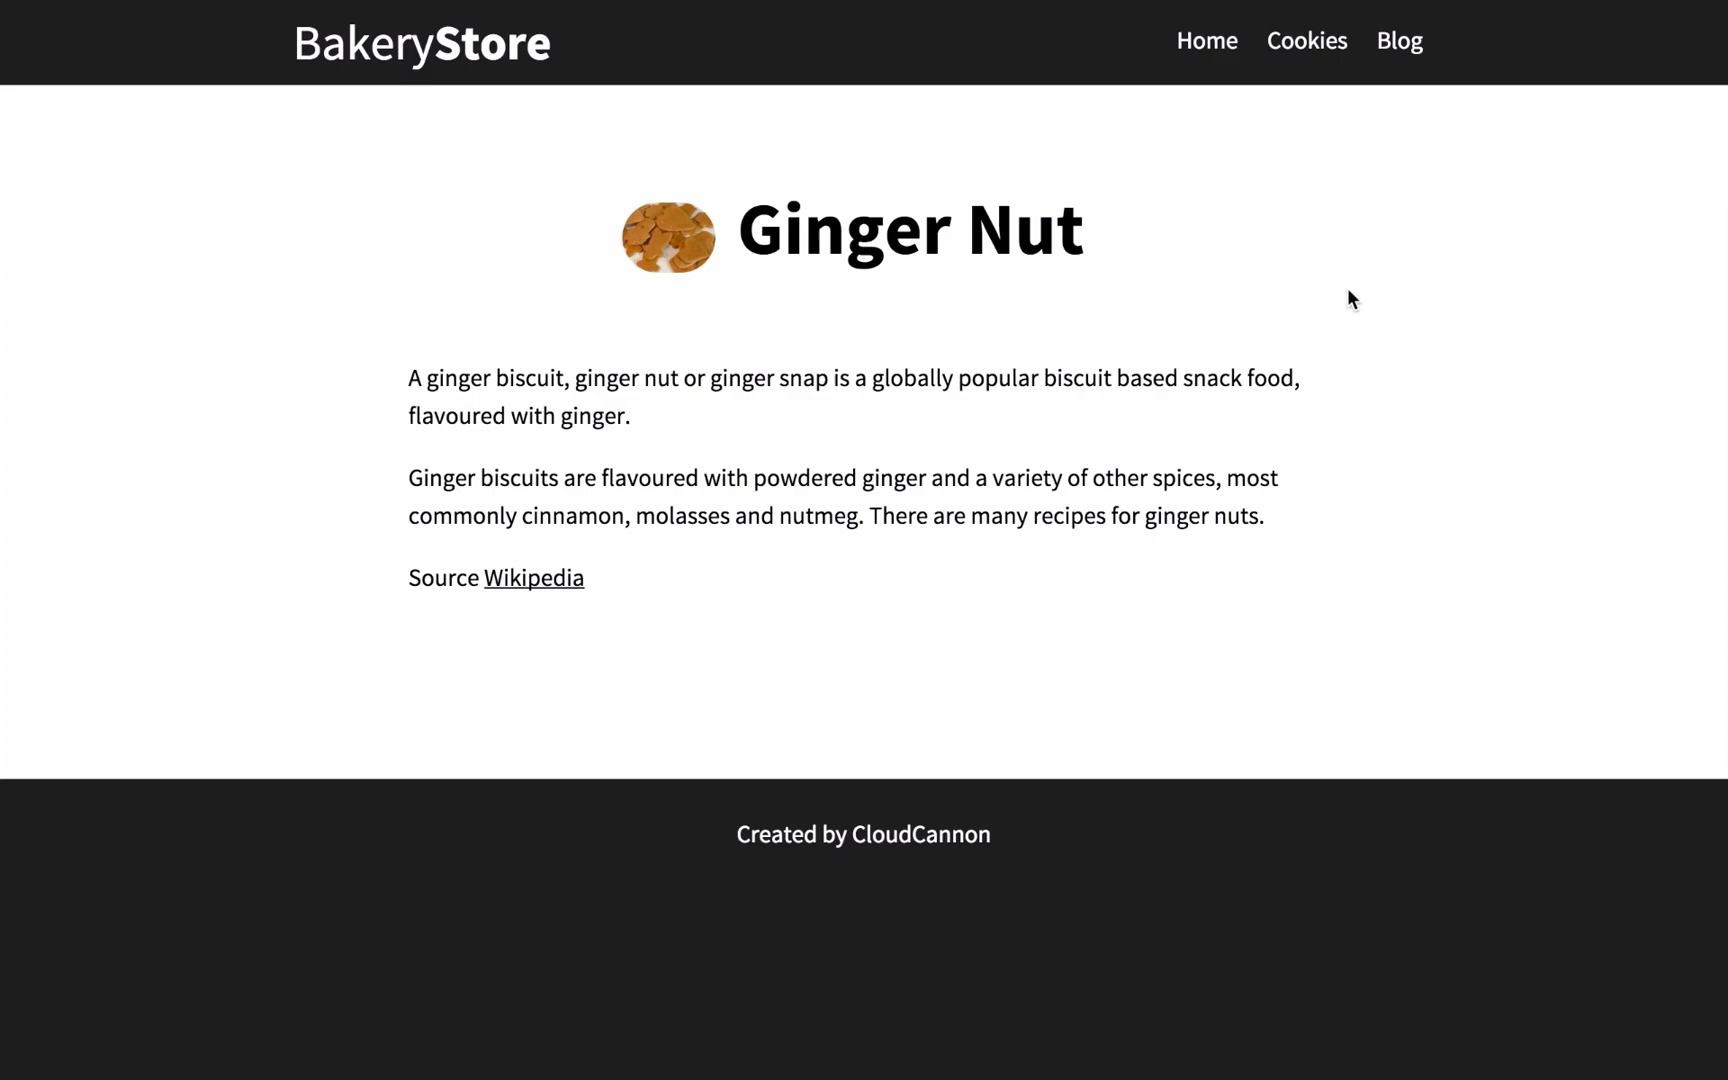 BakeryStore
Home Cookies Blog
Ginger Nut
A ginger biscuit, ginger nut or ginger snap is a globally popular biscuit based snack food,
flavoured with ginger.
Ginger biscuits are flavoured with powdered ginger and a variety of other spices, most
commonly cinnamon, molasses and nutmeg. There are many recipes for ginger nuts.
Source Wikipedia
Created by CloudCannon